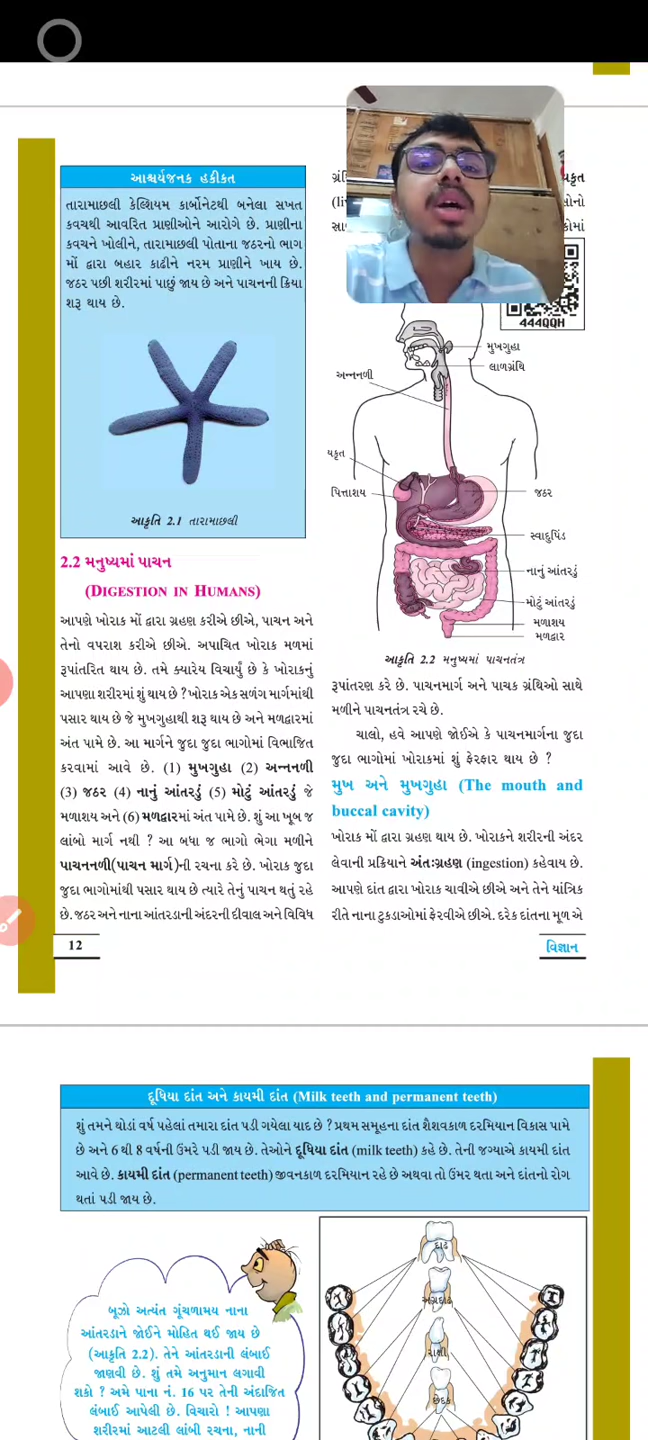 આશ્ચર્યજનક હકીકત
તારામાછલી કેલ્શિયમ કાર્બોનેટથી બનેલા સખત
કવચથી આવરિત પ્રાણીઓને આરોગે છે. પ્રાણીના
કવચને ખોલીને, તારામાછલી પોતાના જઠરનો ભાગ
મોં દ્વારા બહાર કાઢીને નરમ પ્રાણીને ખાય છે.
જઠર પછી શરીરમાં પાછું જાય છે અને પાચનની ક્રિયા
શરૂ થાય છે.
આકૃતિ 2.1 તારામાછલી
2.2 મનુષ્યમાં પાચન
(DIGESTION IN HUMANS)
આપણે ખોરાક મોં દ્વારા ગ્રહણ કરીએ છીએ, પાચન અને
તેનો વપરાશ કરીએ છીએ. અપાચિત ખોરાક મળમાં
રૂપાંતરિત થાય છે. તમે ક્યારેય વિચાર્યું છે કે ખોરાકનું
આપણા શરીરમાં શું થાય છે ? ખોરાક એક સળંગ માર્ગમાંથી
પસાર થાય છે જે મુખગુહાથી શરૂ થાય છે અને મળદ્વારમાં
અંત પામે છે. આ માર્ગને જુદા જુદા ભાગોમાં વિભાજિત
કરવામાં આવે છે. (1) મુખગુહા (2) અન્નનળી
(3) જઠર (4) નાનું આંતરડું (5) મોટું આંતરડું જે
મળાશય અને (6) મળદ્વારમાં અંત પામે છે. શું આ ખૂબ જ
લાંબો માર્ગ નથી ? આ બધા જ ભાગો ભેગા મળીને
પાચનનળી(પાચન માર્ગ)ની રચના કરે છે. ખોરાક જુદા
જુદા ભાગોમાંથી પસાર થાય છે ત્યારે તેનું પાચન થતું રહે
છે. જઠર અને નાના આંતરડાની અંદરની દીવાલ અને વિવિધ
12
444QQH
મુખગુહા
લાળગ્રંથિ
અન્નનળી
યકૃત
પિત્તાશય
જઠર
સ્વાદુપિંડ
નાનું આંતરડું
મોટું આંતરડું
મળાશય
મળદ્વાર
આકૃતિ 2.2 મનુષ્યમાં પાચનતંત્ર
રૂપાંતરણ કરે છે. પાચનમાર્ગ અને પાચક ગ્રંથિઓ સાથે
મળીને પાચનતંત્ર રચે છે.
ચાલો, હવે આપણે જોઈએ કે પાચનમાર્ગના જુદા
જુદા ભાગોમાં ખોરાકમાં શું ફેરફાર થાય છે ?
મુખ અને મુખગુહા (The mouth and
buccal cavity)
ખોરાક મોં દ્વારા ગ્રહણ થાય છે. ખોરાકને શરીરની અંદર
લેવાની પ્રક્રિયાને અંતઃગ્રહણ (ingestion) કહેવાય છે.
આપણે દાંત દ્વારા ખોરાક ચાવીએ છીએ અને તેને યાંત્રિક
રીતે નાના ટુકડાઓમાં ફેરવીએ છીએ. દરેક દાંતના મૂળ એ
વિજ્ઞાન
દૂધિયા દાંત અને કાયમી દાંત (Milk teeth and permanent teeth)
શું તમને થોડાં વર્ષ પહેલાં તમારા દાંત પડી ગયેલા યાદ છે ? પ્રથમ સમૂહના દાંત શૈશવકાળ દરમિયાન વિકાસ પામે
છે અને 6 થી 8 વર્ષની ઉંમરે પડી જાય છે. તેઓને દૂધિયા દાંત (milk teeth) કહે છે. તેની જગ્યાએ કાયમી દાંત
આવે છે. કાયમી દાંત (permanent teeth) જીવનકાળ દરમિયાન રહે છે અથવા તો ઉંમર થતા અને દાંતનો રોગ
થતાં પડી જાય છે.
બૂઝો અત્યંત ગૂંચળામય નાના
આંતરડાને જોઈને મોહિત થઈ જાય છે
(આકૃતિ 2.2). તેને આંતરડાની લંબાઈ
જાણવી છે. શું તમે અનુમાન લગાવી
શકો ? અમે પાના નં. 16 પર તેની અંદાજિત
લંબાઈ આપેલી છે. વિચારો ! આપણા
શરીરમાં આટલી લાંબી રચના, નાની
દાઢ
અગ્રદાઢ
રાક્ષી
છેદક